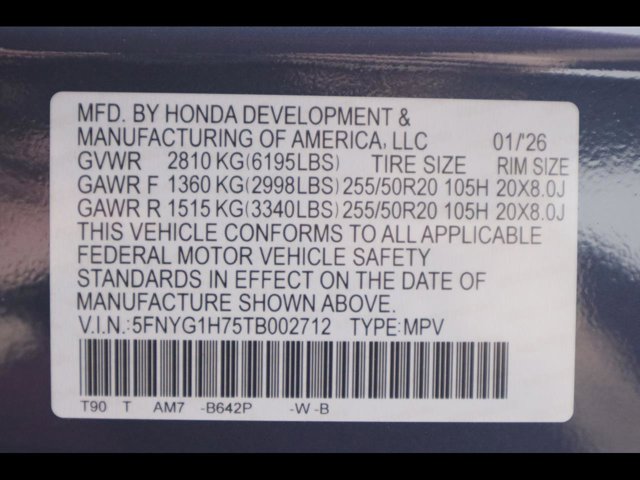 MFD. BY HONDA DEVELOPMENT &
MANUFACTURING OF AMERICA, LLC 01/'26
GVWR 2810 KG(6195LBS) TIRE SIZE RIM SIZE
GAWR F 1360 KG(2998LBS) 255/50R20 105H 20X8.0J
GAWR R 1515 KG(3340LBS) 255/50R20 105H 20X8.0J
THIS VEHICLE CONFORMS TO ALL APPLICABLE
FEDERAL MOTOR VEHICLE SAFETY
STANDARDS IN EFFECT ON THE DATE OF
MANUFACTURE SHOWN ABOVE.
V.I.N.:5FNYG1H75TB002712 TYPE:MPV
T90 T AM7 -B642P -W -B